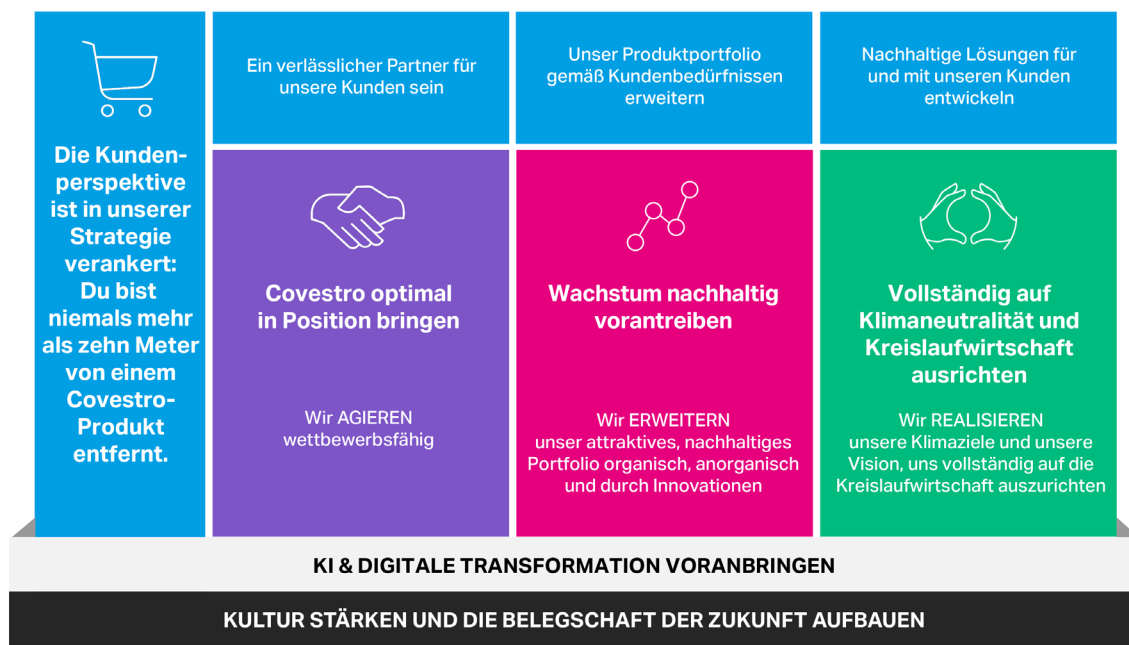 Die Kunden-
perspektive
ist in unserer
Strategie
verankert:
Du bist
niemals mehr
als zehn Meter
von einem
Covestro-
Produkt
entfernt.
Ein verlässlicher Partner für
unsere Kunden sein
Unser Produktportfolio
gemäß Kundenbedürfnissen
erweitern
Nachhaltige Lösungen für
und mit unseren Kunden
entwickeln
Covestro optimal
in Position bringen
Wir AGIEREN
wettbewerbsfähig
Wachstum nachhaltig
vorantreiben
Wir ERWEITERN
unser attraktives, nachhaltiges
Portfolio organisch, anorganisch
und durch Innovationen
Vollständig auf
Klimaneutralität und
Kreislaufwirtschaft
ausrichten
Wir REALISIEREN
unsere Klimaziele und unsere
Vision, uns vollständig auf die
Kreislaufwirtschaft auszurichten
KI & DIGITALE TRANSFORMATION VORANBRINGEN
KULTUR STÄRKEN UND DIE BELEGSCHAFT DER ZUKUNFT AUFBAUEN